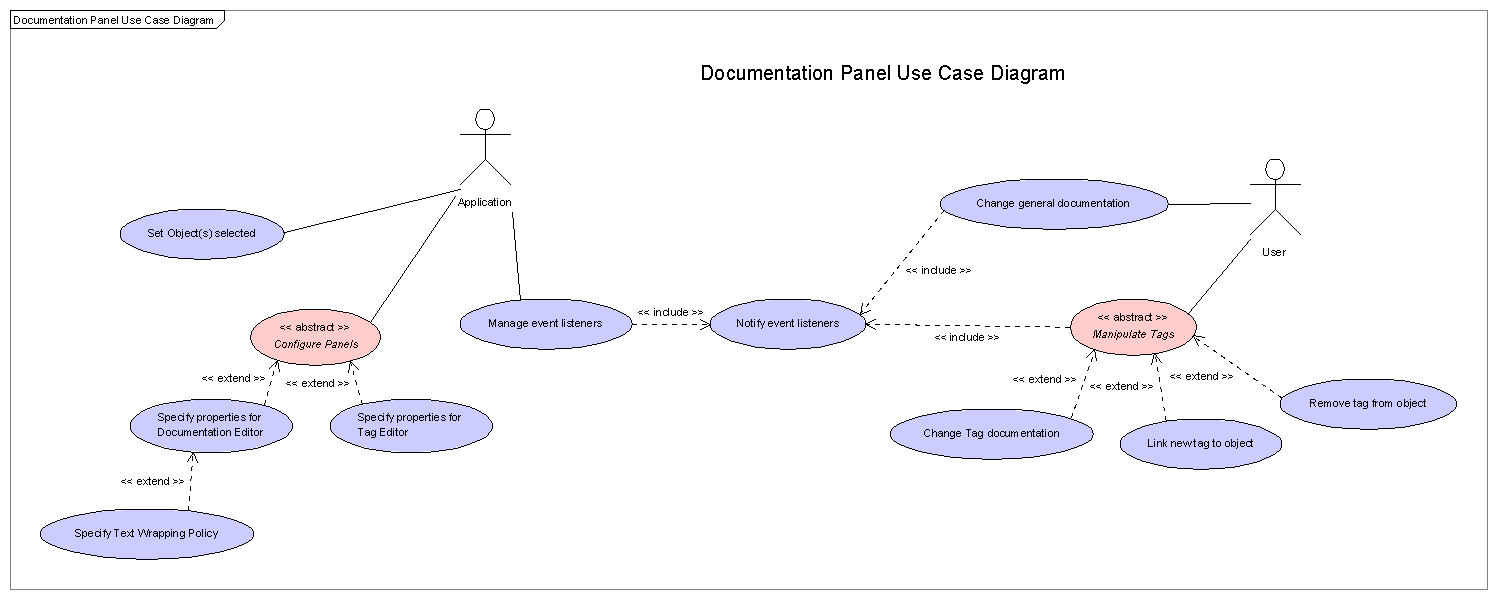 Documentation Panel Use Case Diagram
Documentation Panel Use Case Diagram
Application
Change general documentation
Set Object(s) selected
User
<< include >>
<< abstract >>
Configure Panels
Manage event listeners
<< include >>
Notify event listeners
<< include >>
<< abstract >>
Manipulate Tags
<< extend >>
<< extend >>
<< extend >>
<< extend >>
<< extend >>
Specify properties for
Documentation Editor
Specify properties for
Tag Editor
Change Tag documentation
Link new tag to object
Remove tag from object
<< extend >>
Specify Text Wrapping Policy